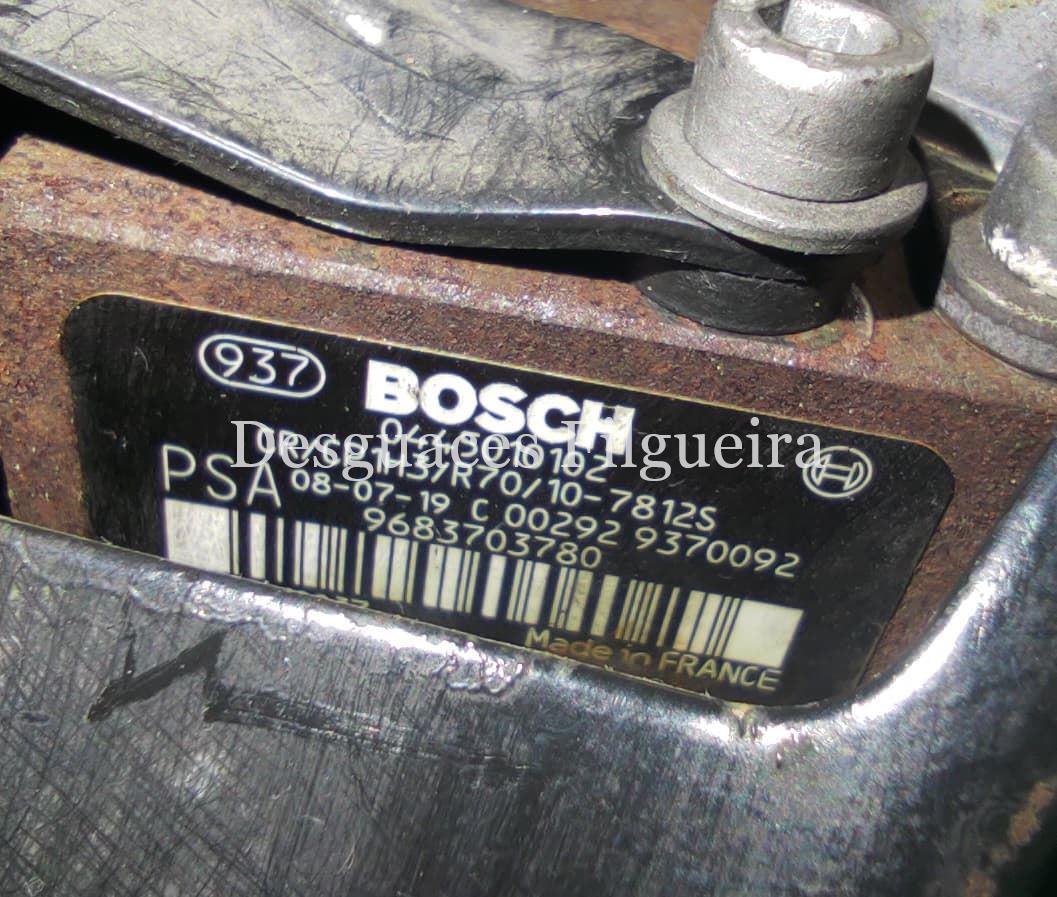 937 BOSCH
Desguaces Figueira
PSA 08-07-19 C 00292 9370092
9683703780
Made in FRANCE